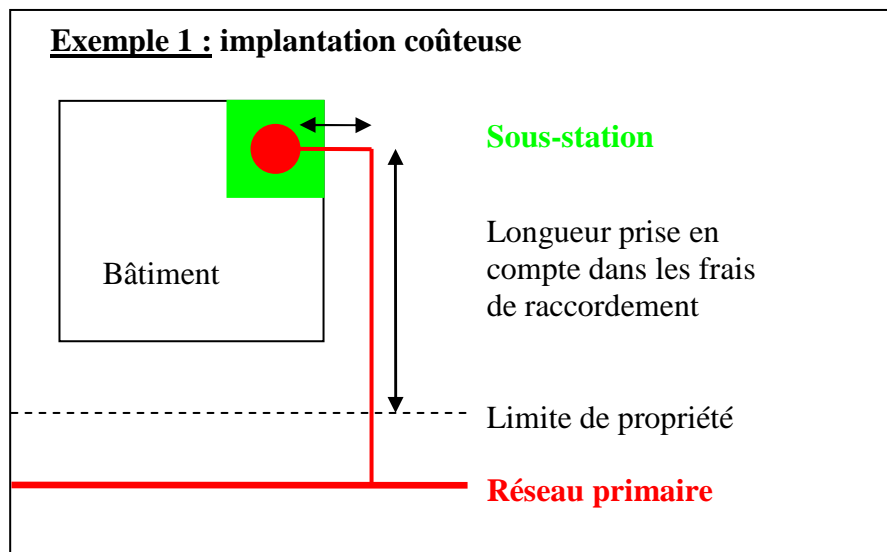 Exemple 1 : implantation coûteuse
Sous-station
Longueur prise en
compte dans les frais
de raccordement
Bâtiment
Limite de propriété
Réseau primaire